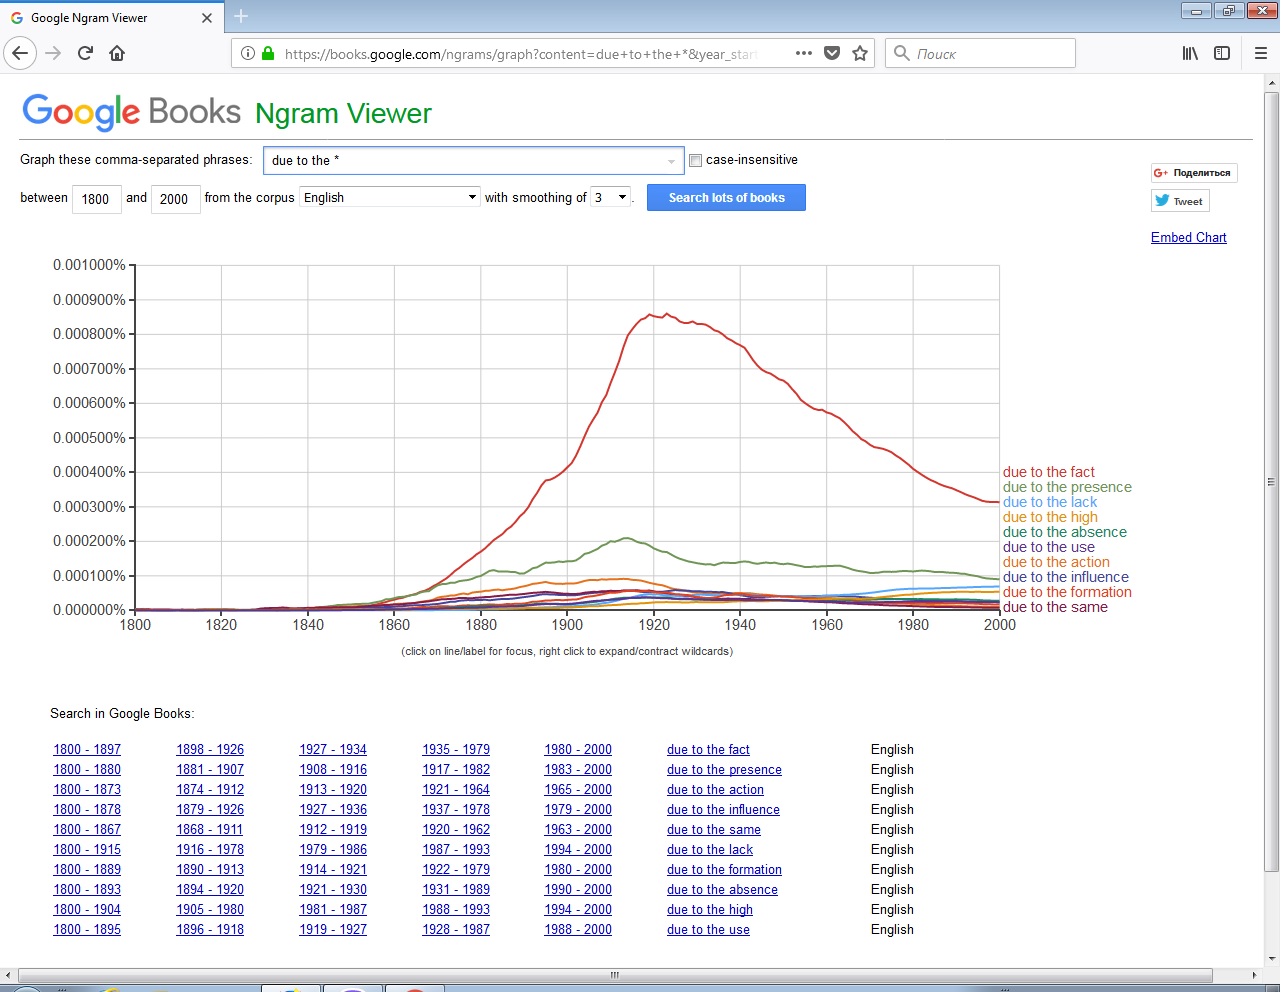 Google Ngram Viewer
https://books.google.com/ngrams/graph?content=due+to+the+*&year_star
Поиск
Google Books Ngram Viewer
Graph these comma-separated phrases: due to the * case-insensitive
between 1800 and 2000 from the corpus English with smoothing of 3 . Search lots of books
G+ Поделиться
Tweet
Embed Chart
0.001000%
0.000900%
0.000800%
0.000700%
0.000600%
0.000500%
0.000400%
0.000300%
0.000200%
0.000100%
0.000000%
1800 1820 1840 1860 1880 1900 1920 1940 1960 1980 2000
due to the fact
due to the presence
due to the lack
due to the high
due to the absence
due to the use
due to the action
due to the influence
due to the formation
due to the same
(click on line/label for focus, right click to expand/contract wildcards)
Search in Google Books:
1800 - 1897 1898 - 1926 1927 - 1934 1935 - 1979 1980 - 2000 due to the fact English
1800 - 1880 1881 - 1907 1908 - 1916 1917 - 1982 1983 - 2000 due to the presence English
1800 - 1873 1874 - 1912 1913 - 1920 1921 - 1964 1965 - 2000 due to the action English
1800 - 1878 1879 - 1926 1927 - 1936 1937 - 1978 1979 - 2000 due to the influence English
1800 - 1867 1868 - 1911 1912 - 1919 1920 - 1962 1963 - 2000 due to the same English
1800 - 1915 1916 - 1978 1979 - 1986 1987 - 1993 1994 - 2000 due to the lack English
1800 - 1889 1890 - 1913 1914 - 1921 1922 - 1979 1980 - 2000 due to the formation English
1800 - 1893 1894 - 1920 1921 - 1930 1931 - 1989 1990 - 2000 due to the absence English
1800 - 1904 1905 - 1980 1981 - 1987 1988 - 1993 1994 - 2000 due to the high English
1800 - 1895 1896 - 1918 1919 - 1927 1928 - 1987 1988 - 2000 due to the use English